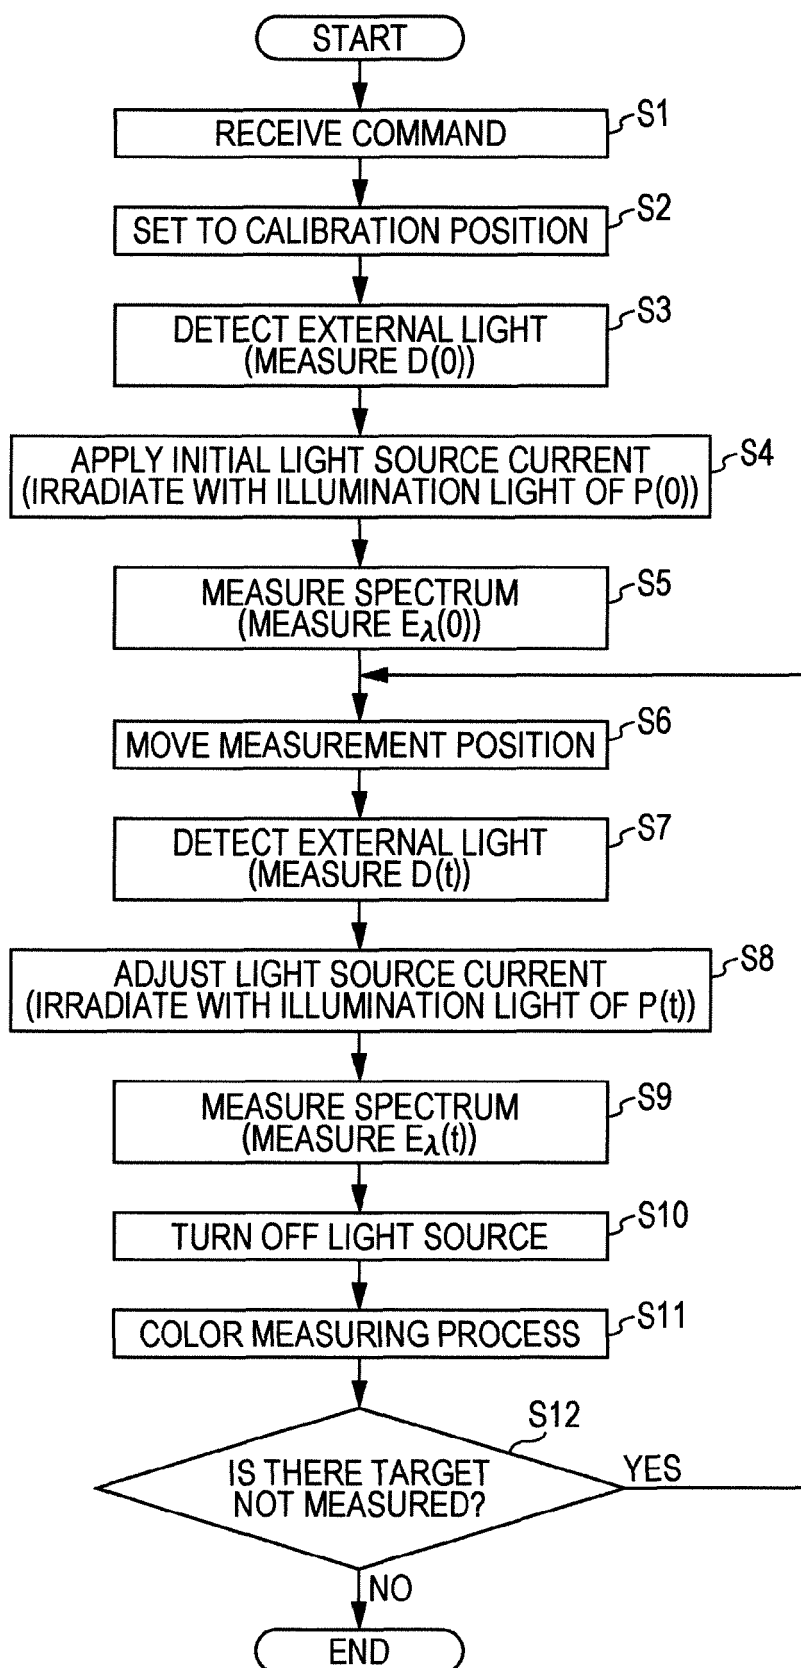 START
S1
RECEIVE COMMAND
S2
SET TO CALIBRATION POSITION
S3
DETECT EXTERNAL LIGHT
(MEASURE D(0))
S4
APPLY INITIAL LIGHT SOURCE CURRENT
(IRRADIATE WITH ILLUMINATION LIGHT OF P(0))
S5
MEASURE SPECTRUM
(MEASURE Eλ(0))
S6
MOVE MEASUREMENT POSITION
S7
DETECT EXTERNAL LIGHT
(MEASURE D(t))
S8
ADJUST LIGHT SOURCE CURRENT
(IRRADIATE WITH ILLUMINATION LIGHT OF P(t))
S9
MEASURE SPECTRUM
(MEASURE Eλ(t))
S10
TURN OFF LIGHT SOURCE
S11
COLOR MEASURING PROCESS
S12
IS THERE TARGET
NOT MEASURED?
YES
NO
END